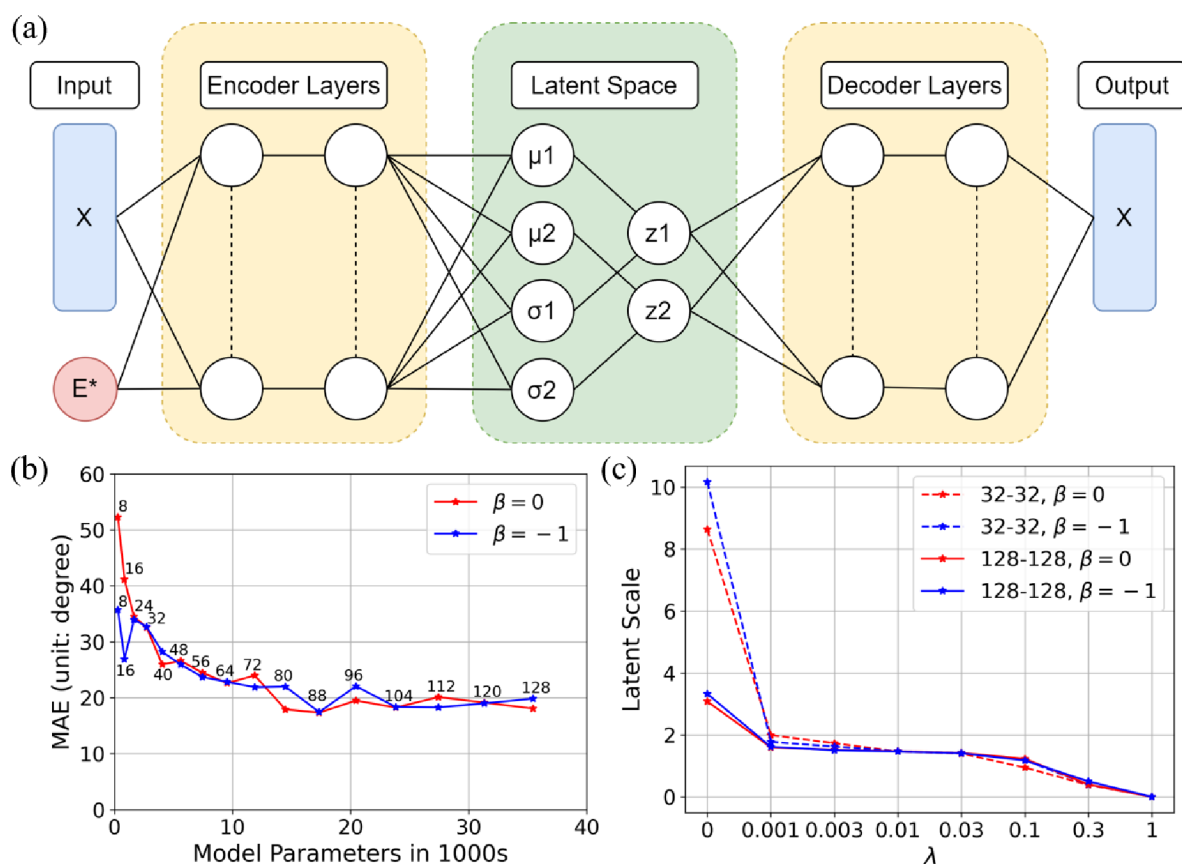 (a)
Input
Encoder Layers
Latent Space
Decoder Layers
Output
X
E*
μ1
μ2
σ1
σ2
z1
z2
X
(b)
MAE (unit: degree)
60
50
40
30
20
10
0
0
10
20
30
40
Model Parameters in 1000s
β = 0
β = −1
8
16
8
16
24
32
40
48
56
64
72
80
88
96
104
112
120
128
(c)
Latent Scale
10
8
6
4
2
0
0
0.001
0.003
0.01
0.03
0.1
0.3
1
λ
32-32, β = 0
32-32, β = −1
128-128, β = 0
128-128, β = −1